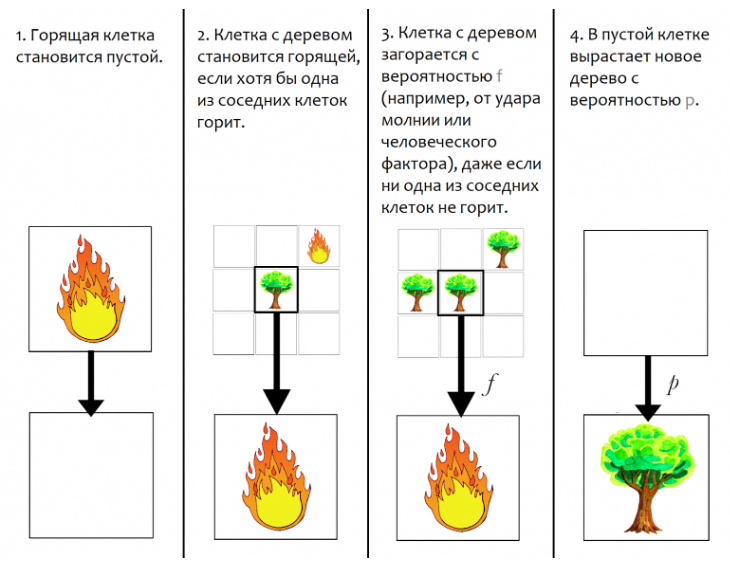 1. Горящая клетка
становится пустой.
2. Клетка с деревом
становится горящей,
если хотя бы одна
из соседних клеток
горит.
3. Клетка с деревом
загорается с
вероятностью f
(например, от удара
молнии или
человеческого
фактора), даже если
ни одна из соседних
клеток не горит.
4. В пустой клетке
вырастает новое
дерево с
вероятностью p.
f
p